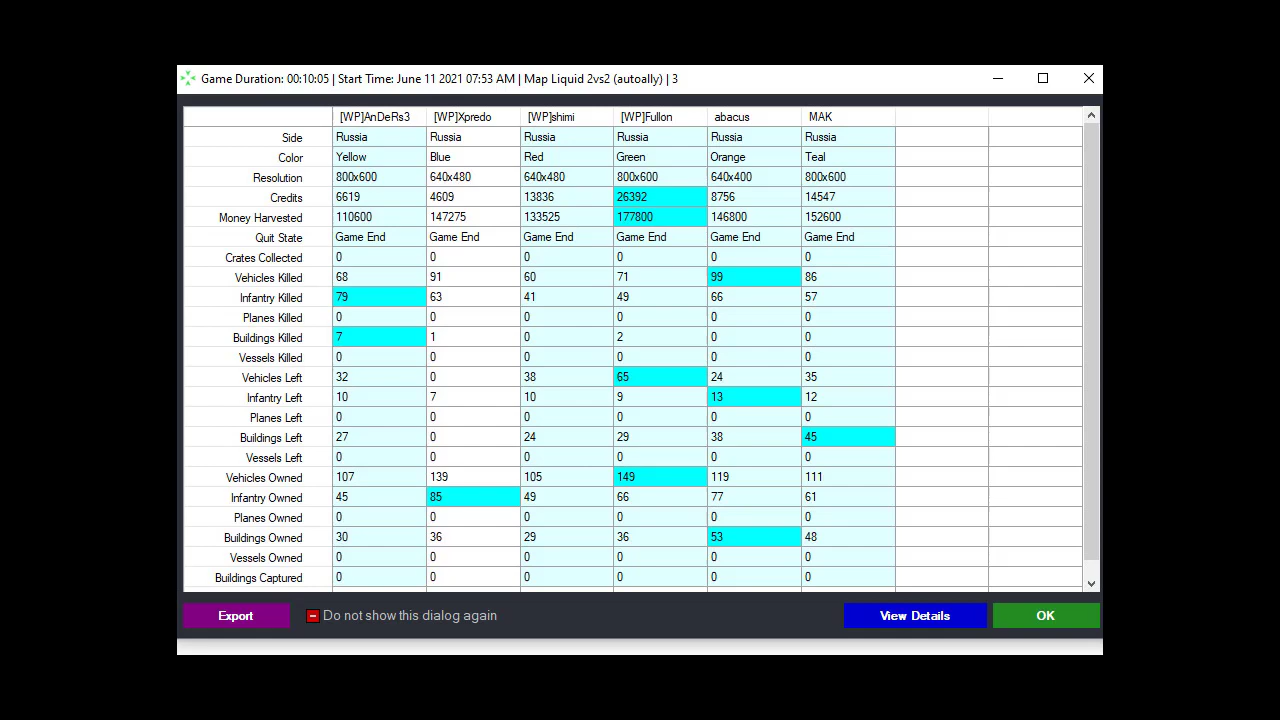 Game Duration: 00:10:05 | Start Time: June 11 2021 07:53 AM | Map Liquid 2vs2 (autoally) | 3
[WP]AnDeRs3 [WP]Xpredo [WP]shimi [WP]Fullon abacus MAK
Side Russia Russia Russia Russia Russia Russia
Color Yellow Blue Red Green Orange Teal
Resolution 800x600 640x480 640x480 800x600 640x400 800x600
Credits 6619 4609 13836 26392 8756 14547
Money Harvested 110600 147275 133525 177800 146800 152600
Quit State Game End Game End Game End Game End Game End Game End
Crates Collected 0 0 0 0 0 0
Vehicles Killed 68 91 60 71 99 86
Infantry Killed 79 63 41 49 66 57
Planes Killed 0 0 0 0 0 0
Buildings Killed 7 1 0 2 0 0
Vessels Killed 0 0 0 0 0 0
Vehicles Left 32 0 38 65 24 35
Infantry Left 10 7 10 9 13 12
Planes Left 0 0 0 0 0 0
Buildings Left 27 0 24 29 38 45
Vessels Left 0 0 0 0 0 0
Vehicles Owned 107 139 105 149 119 111
Infantry Owned 45 85 49 66 77 61
Planes Owned 0 0 0 0 0 0
Buildings Owned 30 36 29 36 53 48
Vessels Owned 0 0 0 0 0 0
Buildings Captured 0 0 0 0 0 0
Export Do not show this dialog again View Details OK